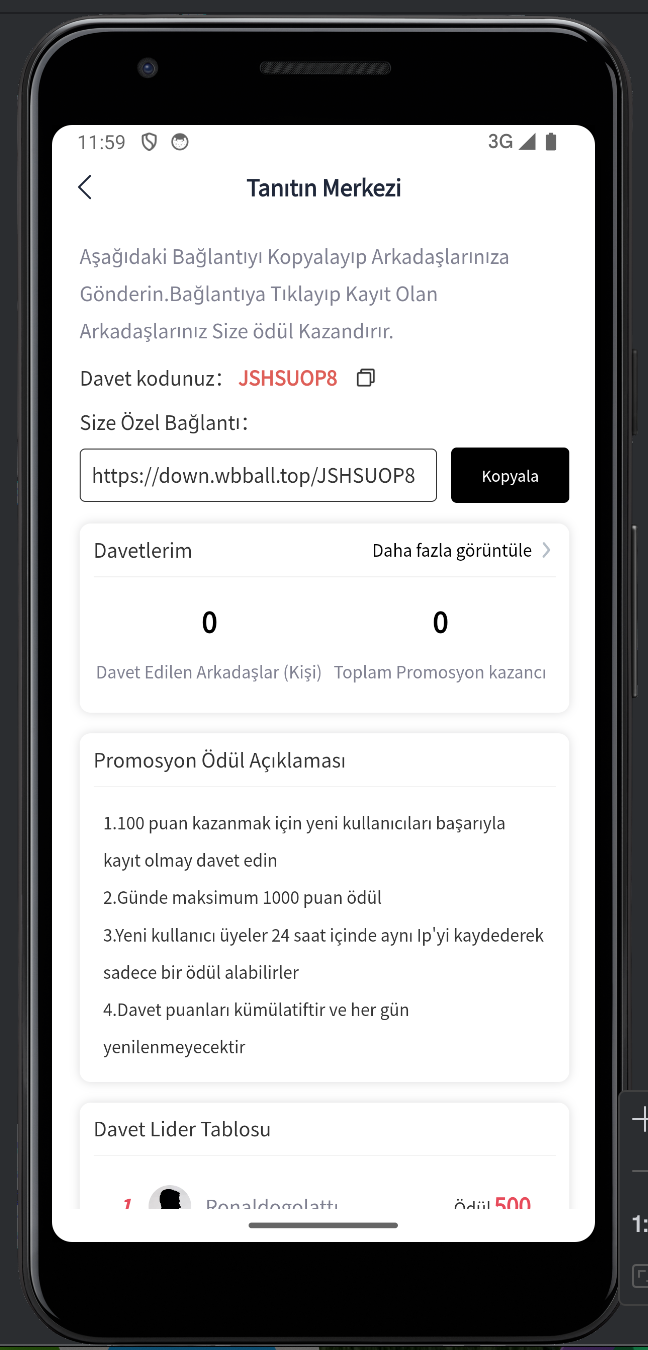 11:59
3G
Tanıtın Merkezi
Aşağıdaki Bağlantıyı Kopyalayıp Arkadaşlarınıza
Gönderin.Bağlantıya Tıklayıp Kayıt Olan
Arkadaşlarınız Size ödül Kazandırır.
Davet kodunuz： JSHSUOP8
Size Özel Bağlantı：
https://down.wbball.top/JSHSUOP8 Kopyala
Davetlerim Daha fazla görüntüle
0 0
Davet Edilen Arkadaşlar (Kişi) Toplam Promosyon kazancı
Promosyon Ödül Açıklaması
1.100 puan kazanmak için yeni kullanıcıları başarıyla
kayıt olmay davet edin
2.Günde maksimum 1000 puan ödül
3.Yeni kullanıcı üyeler 24 saat içinde aynı Ip'yi kaydederek
sadece bir ödül alabilirler
4.Davet puanları kümülatiftir ve her gün
yenilenmeyecektir
Davet Lider Tablosu
1 Ronaldogolattı Ödül 500
1: